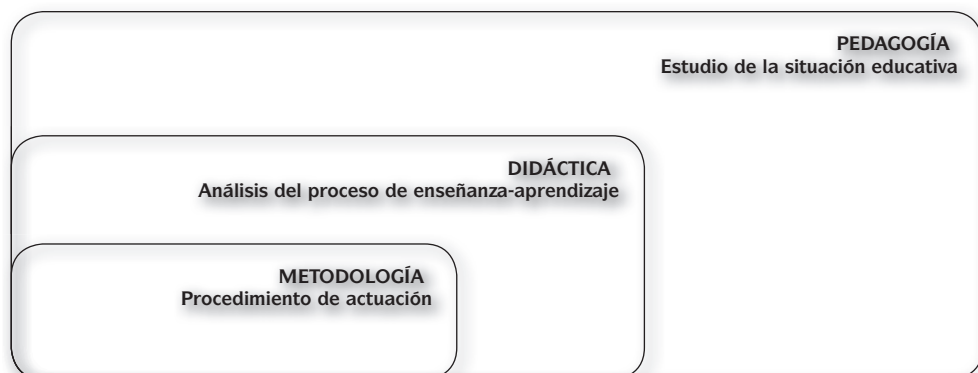 PEDAGOGÍA
Estudio de la situación educativa
DIDÁCTICA
Análisis del proceso de enseñanza-aprendizaje
METODOLOGÍA
Procedimiento de actuación